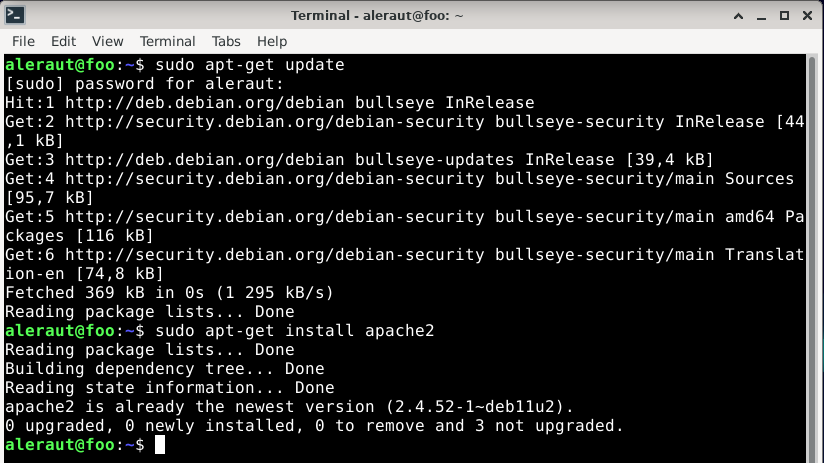 Terminal - aleraut@foo: ~
File Edit View Terminal Tabs Help
aleraut@foo:~$ sudo apt-get update
[sudo] password for aleraut:
Hit:1 http://deb.debian.org/debian bullseye InRelease
Get:2 http://security.debian.org/debian-security bullseye-security InRelease [44
,1 kB]
Get:3 http://deb.debian.org/debian bullseye-updates InRelease [39,4 kB]
Get:4 http://security.debian.org/debian-security bullseye-security/main Sources
[95,7 kB]
Get:5 http://security.debian.org/debian-security bullseye-security/main amd64 Pa
ckages [116 kB]
Get:6 http://security.debian.org/debian-security bullseye-security/main Translat
ion-en [74,8 kB]
Fetched 369 kB in 0s (1 295 kB/s)
Reading package lists... Done
aleraut@foo:~$ sudo apt-get install apache2
Reading package lists... Done
Building dependency tree... Done
Reading state information... Done
apache2 is already the newest version (2.4.52-1~deb11u2).
0 upgraded, 0 newly installed, 0 to remove and 3 not upgraded.
aleraut@foo:~$